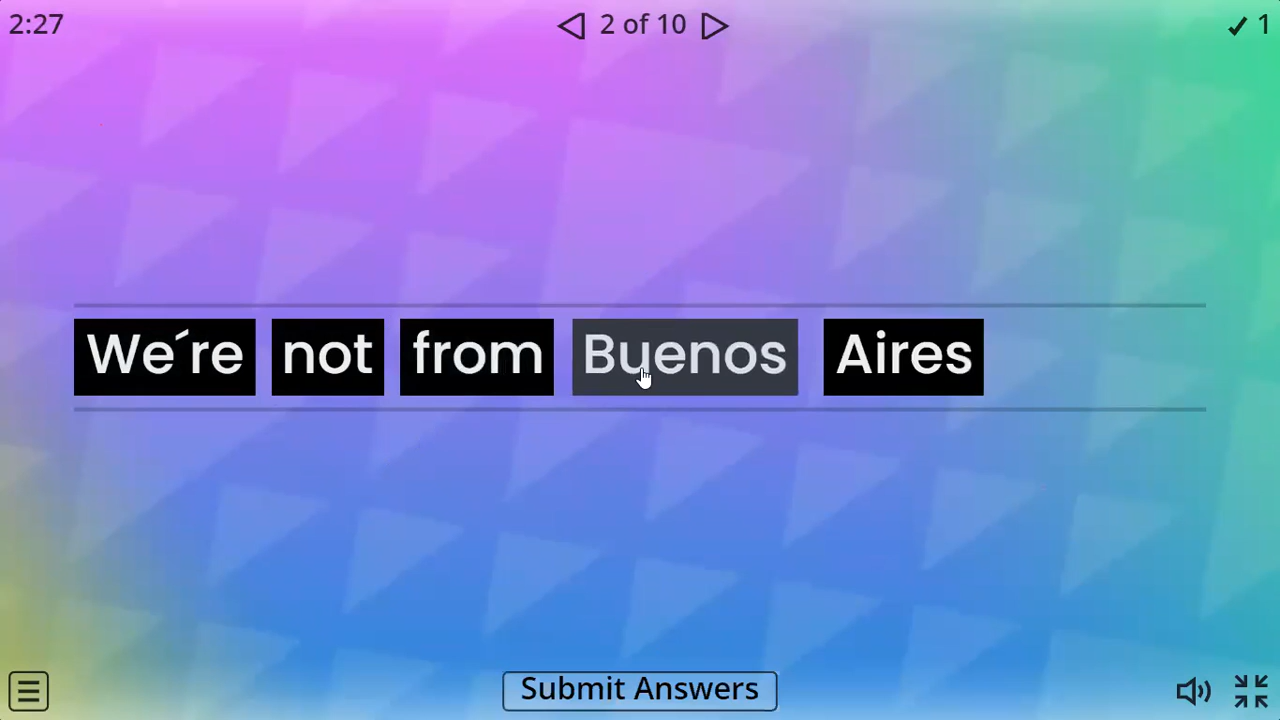 2:27
2 of 10
✓ 1
We´re not from Buenos Aires
Submit Answers